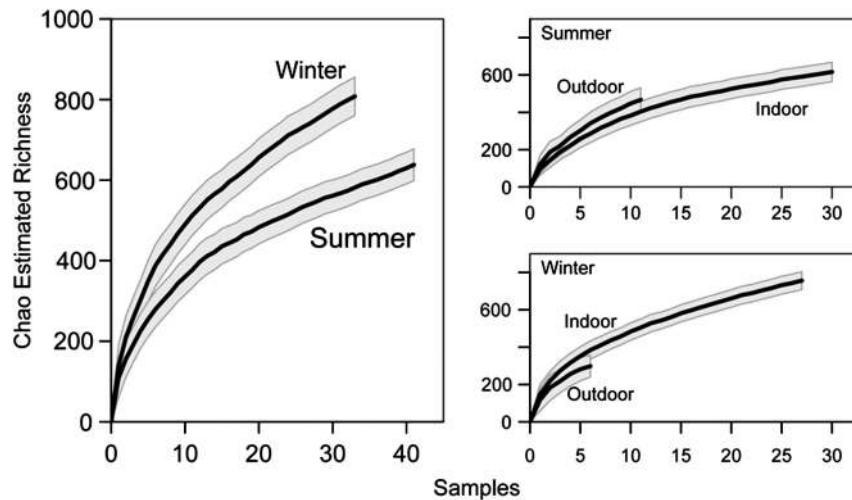 Chao Estimated Richness
1000
800
600
400
200
0
Winter
Summer
0 10 20 30 40
Summer
600
200
0
Outdoor
Indoor
0 5 10 15 20 25 30
Winter
600
200
0
Indoor
Outdoor
0 5 10 15 20 25 30
Samples